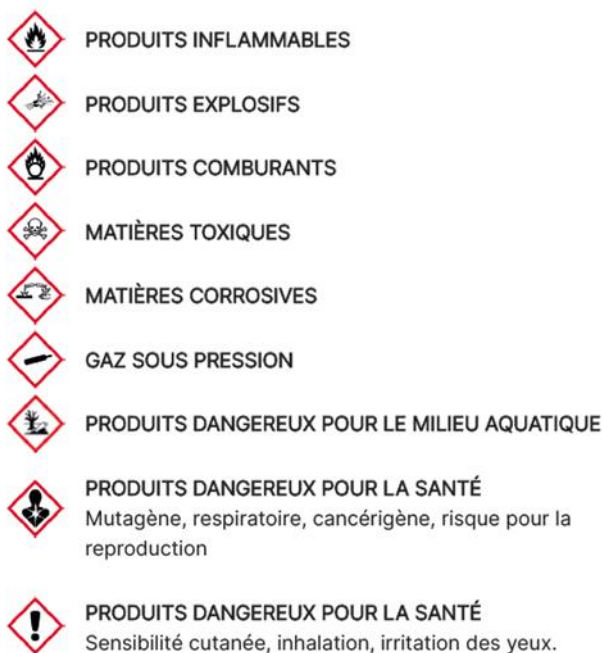 PRODUITS INFLAMMABLES
PRODUITS EXPLOSIFS
PRODUITS COMBURANTS
MATIÈRES TOXIQUES
MATIÈRES CORROSIVES
GAZ SOUS PRESSION
PRODUITS DANGEREUX POUR LE MILIEU AQUATIQUE
PRODUITS DANGEREUX POUR LA SANTÉ
Mutagène, respiratoire, cancérigène, risque pour la
reproduction
PRODUITS DANGEREUX POUR LA SANTÉ
Sensibilité cutanée, inhalation, irritation des yeux.